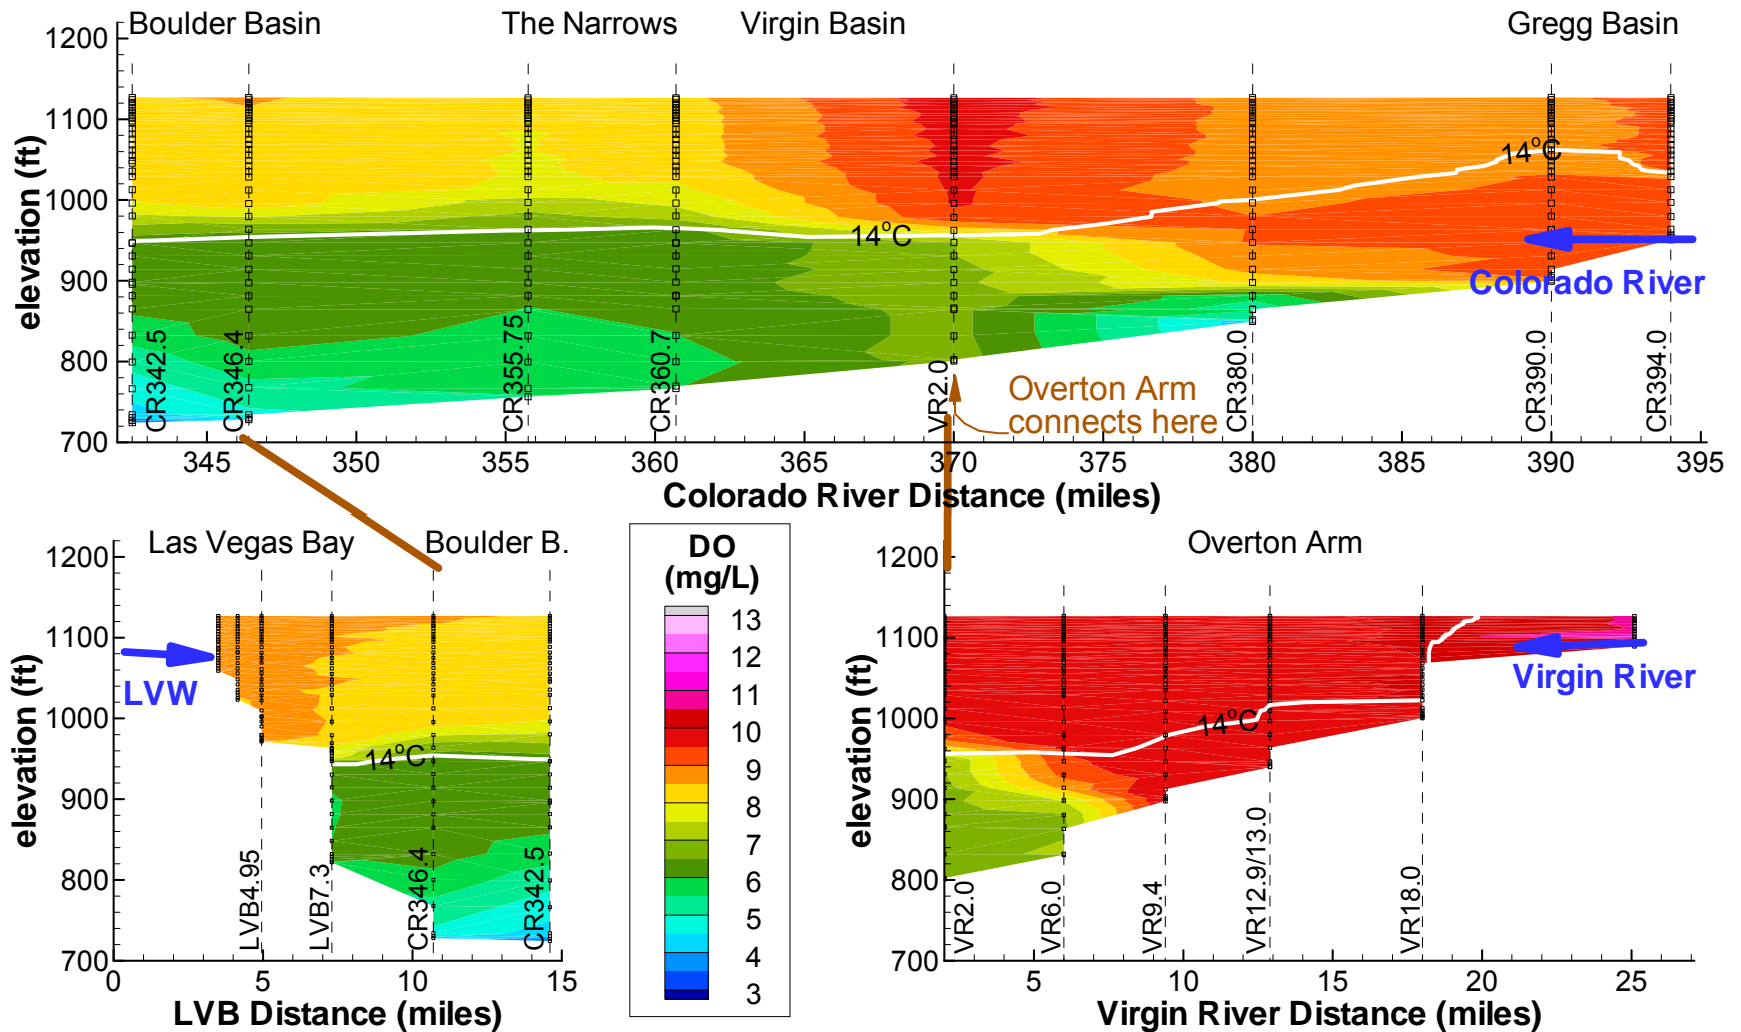 Boulder Basin The Narrows Virgin Basin Gregg Basin
1200
1100
1000
900
800
700
elevation (ft)
14°C
14°C
Colorado River
CR342.5
CR346.4
CR355.75
CR360.7
VR2.0
CR380.0
CR390.0
CR394.0
Overton Arm
connects here
345 350 355 360 365 370 375 380 385 390 395
Colorado River Distance (miles)
Las Vegas Bay Boulder B.
1200
1100
1000
900
800
700
elevation (ft)
LVW
14°C
LVB4.95
LVB7.3
CR346.4
CR342.5
0 5 10 15
LVB Distance (miles)
DO
(mg/L)
13
12
11
10
9
8
7
6
5
4
3
Overton Arm
1200
1100
1000
900
800
700
elevation (ft)
Virgin River
14°C
VR2.0
VR6.0
VR9.4
VR12.9/13.0
VR18.0
5 10 15 20 25
Virgin River Distance (miles)